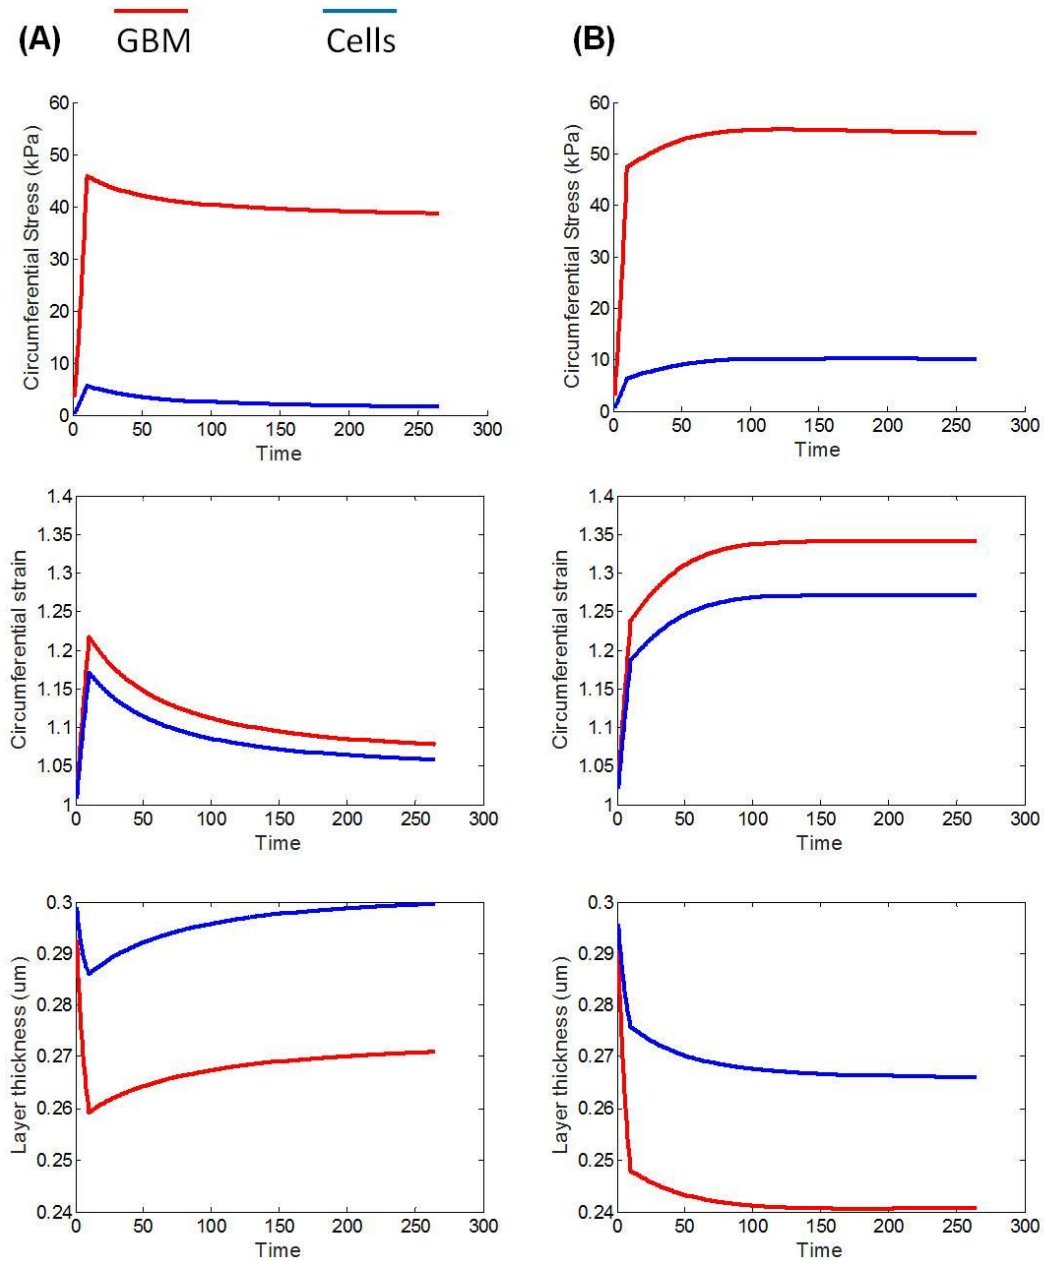 (A) GBM Cells (B)
60
50
40
30
20
10
0
Circumferential Stress (kPa)
0 50 100 150 200 250 300
Time
60
50
40
30
20
10
0
Circumferential Stress (kPa)
0 50 100 150 200 250 300
Time
1.4
1.35
1.3
1.25
1.2
1.15
1.1
1.05
1
Circumferential strain
0 50 100 150 200 250 300
Time
1.4
1.35
1.3
1.25
1.2
1.15
1.1
1.05
1
Circumferential strain
0 50 100 150 200 250 300
Time
0.3
0.29
0.28
0.27
0.26
0.25
0.24
Layer thickness (um)
0 50 100 150 200 250 300
Time
0.3
0.29
0.28
0.27
0.26
0.25
0.24
Layer thickness (um)
0 50 100 150 200 250 300
Time